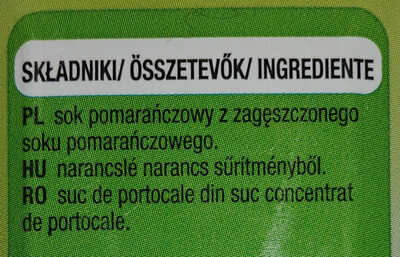 SKŁADNIKI/ ÖSSZETEVŐK/ INGREDIENTE
PL sok pomarańczowy z zagęszczonego
soku pomarańczowego.
HU narancslé narancs sűrítményből.
RO suc de portocale din suc concentrat
de portocale.